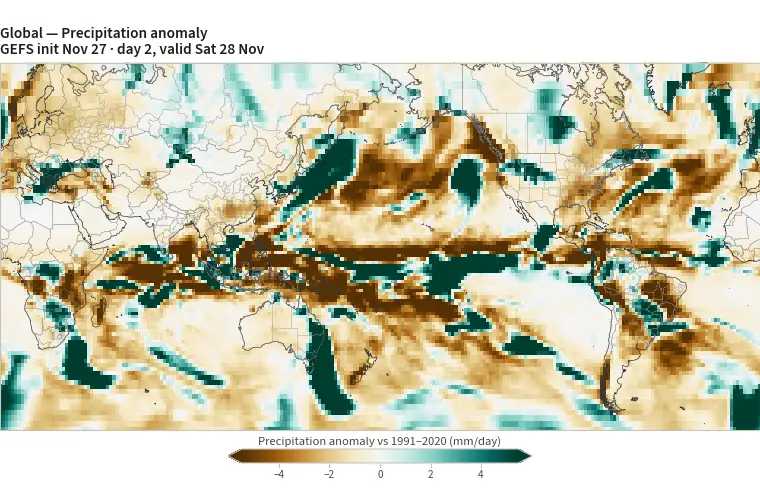 Global — Precipitation anomaly
GEFS init Nov 27 · day 2, valid Sat 28 Nov
Precipitation anomaly vs 1991–2020 (mm/day)
−4 −2 0 2 4